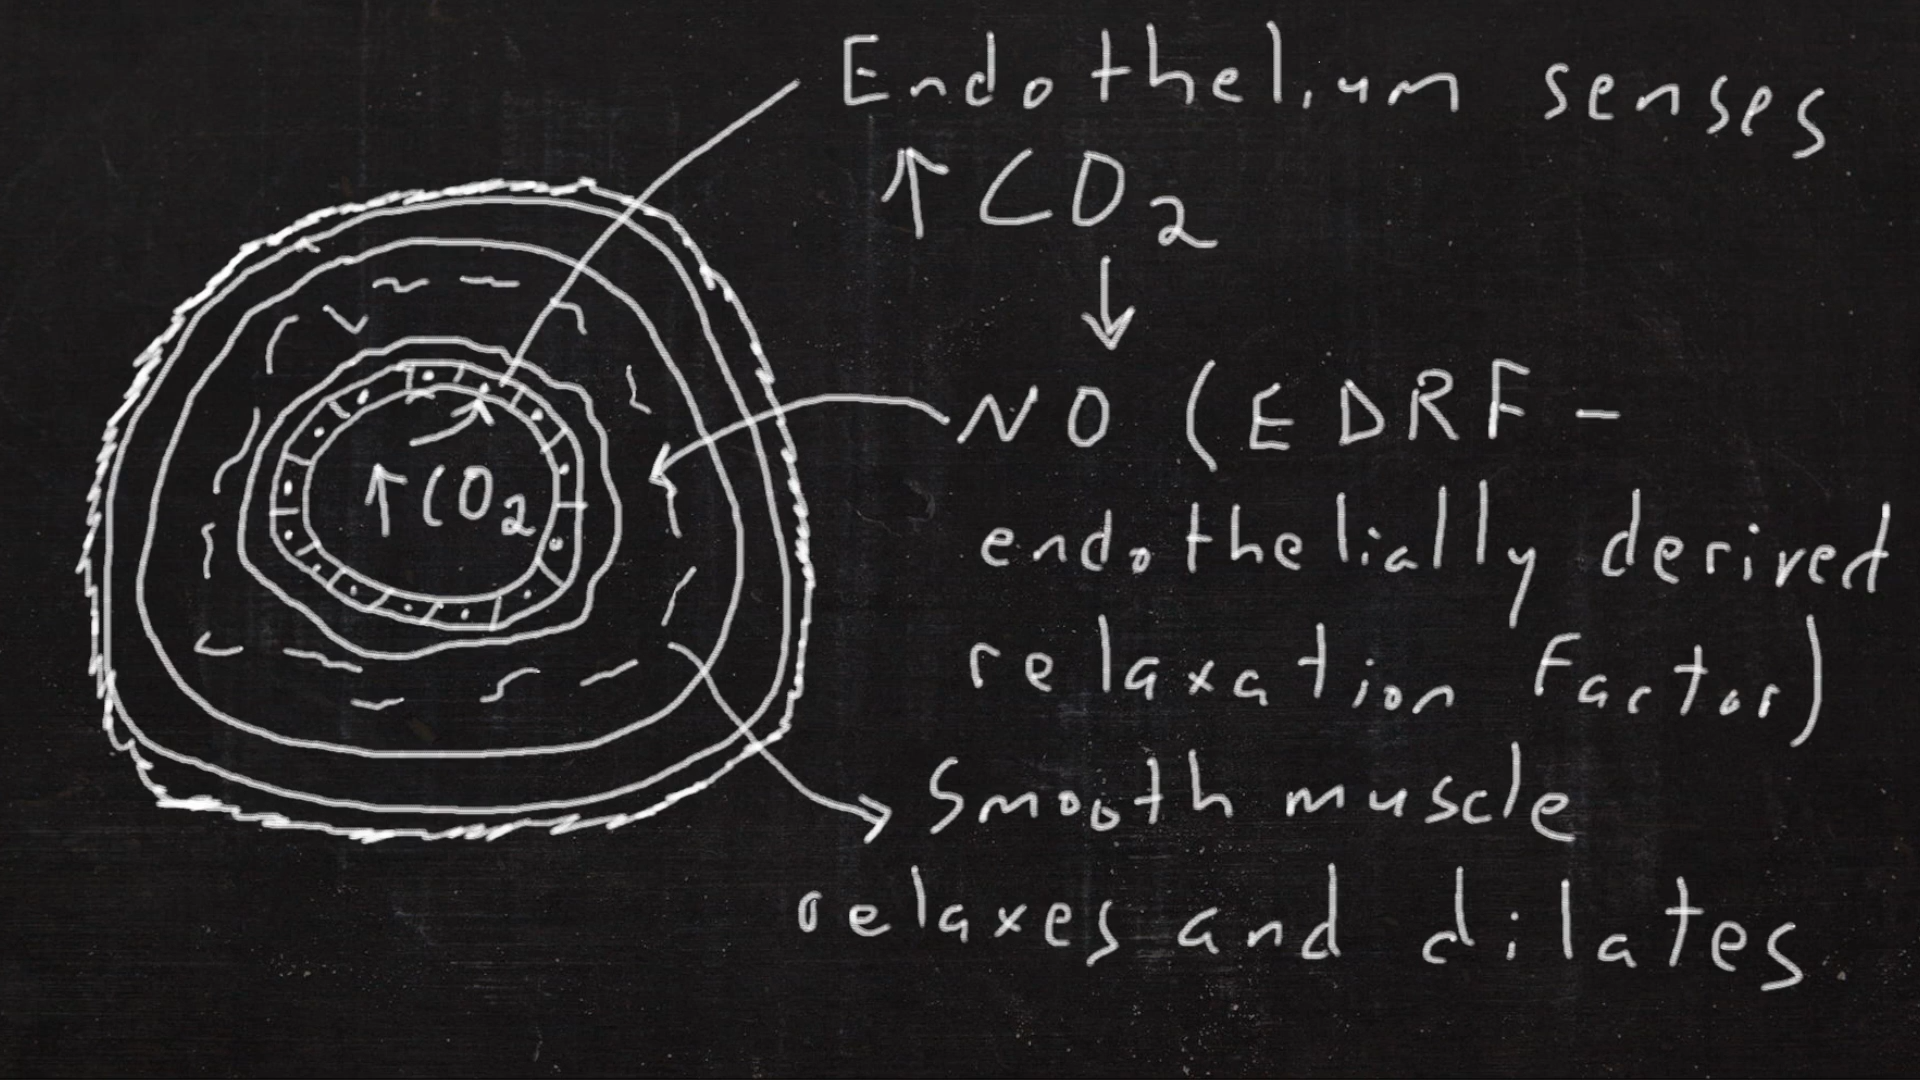 Endothelium senses
↑ CO2
↓
NO (EDRF -
endothelially derived
relaxation factor)
↑ CO2
Smooth muscle
relaxes and dilates